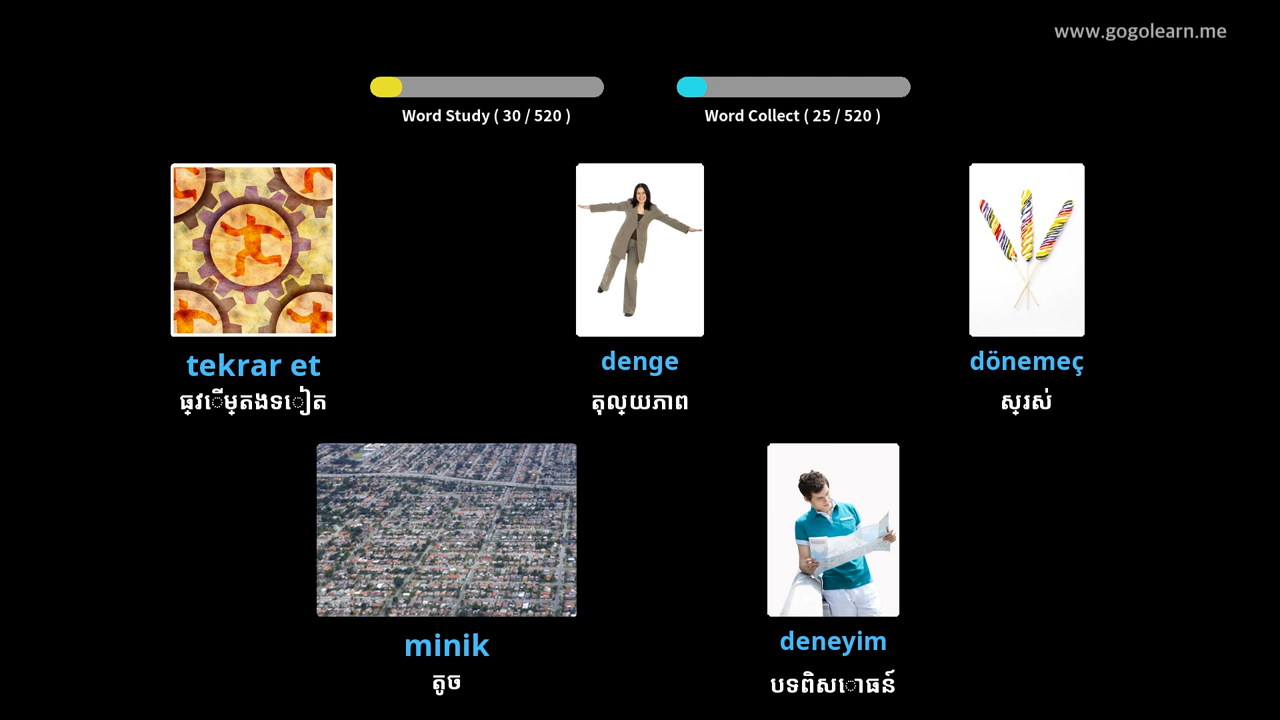 www.gogolearn.me
Word Study ( 30 / 520 )
Word Collect ( 25 / 520 )
tekrar et
ធ្វើម្តងទៀត
denge
តុល្យភាព
dönemeç
ស្រស់
minik
តូច
deneyim
បទពិសោធន៍